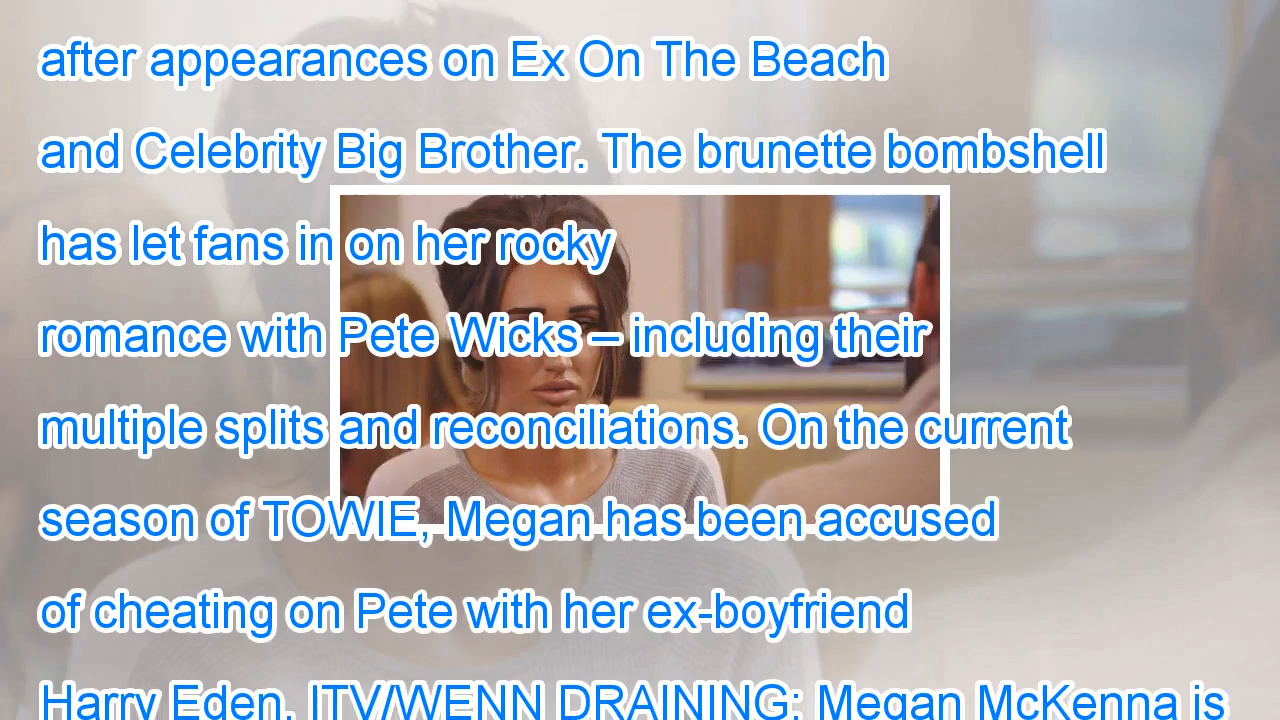 after appearances on Ex On The Beach
and Celebrity Big Brother. The brunette bombshell
has let fans in on her rocky
romance with Pete Wicks – including their
multiple splits and reconciliations. On the current
season of TOWIE, Megan has been accused
of cheating on Pete with her ex-boyfriend
Harry Eden. ITV/WENN DRAINING: Megan McKenna is